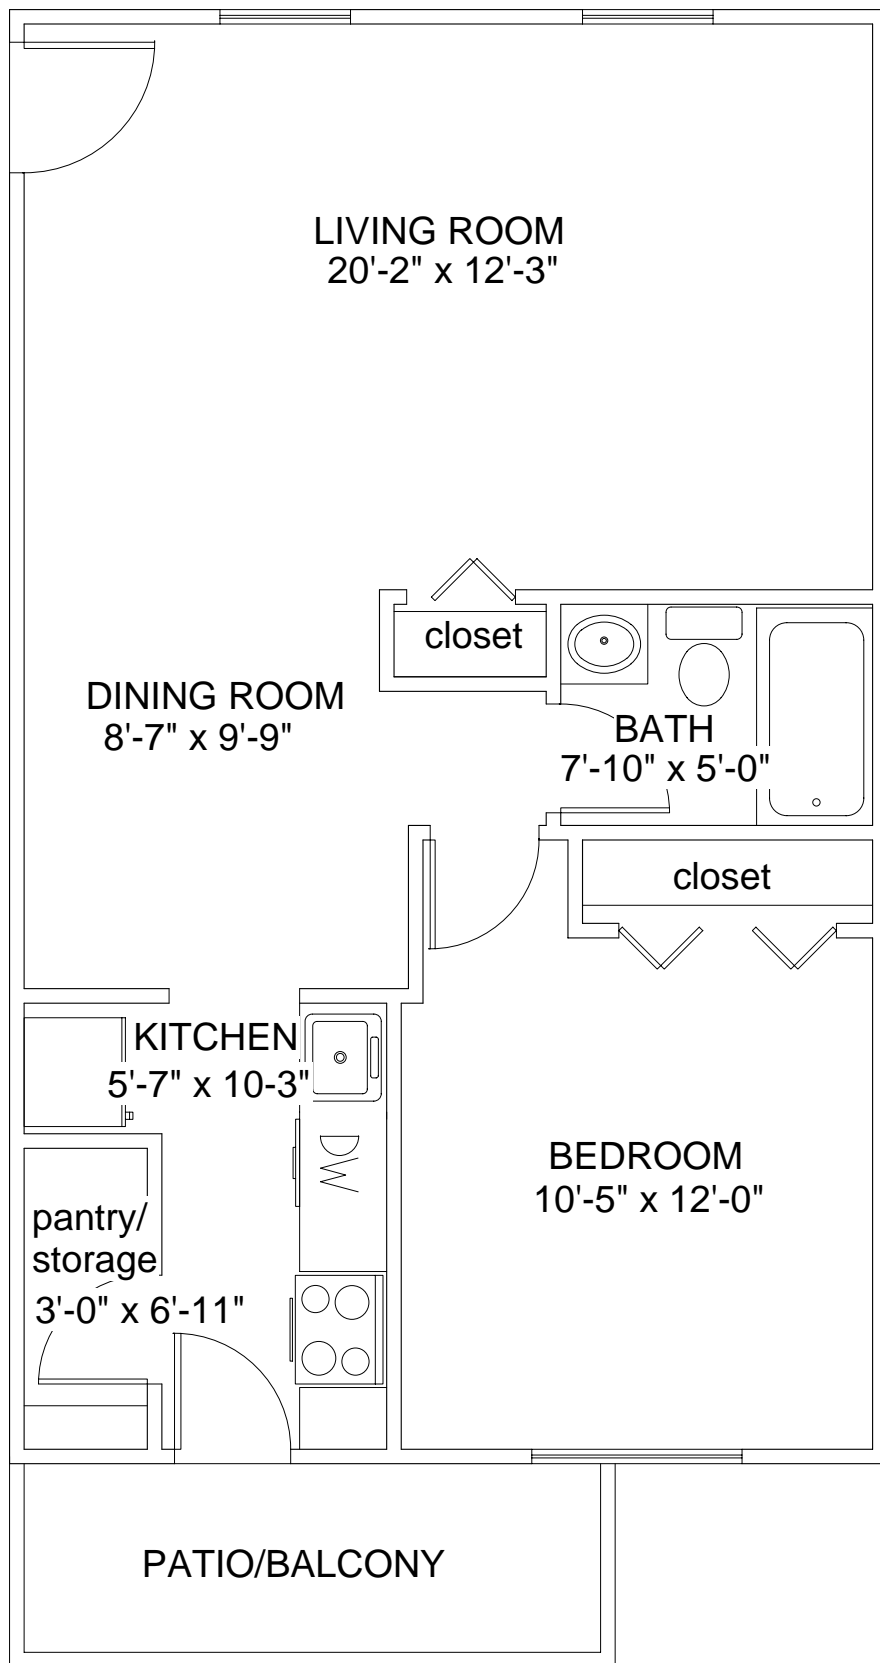 LIVING ROOM
20'-2" x 12'-3"
closet
DINING ROOM
8'-7" x 9'-9"
BATH
7'-10" x 5'-0"
closet
KITCHEN
5'-7" x 10-3"
DW
BEDROOM
10'-5" x 12'-0"
pantry/
storage
3'-0" x 6'-11"
PATIO/BALCONY